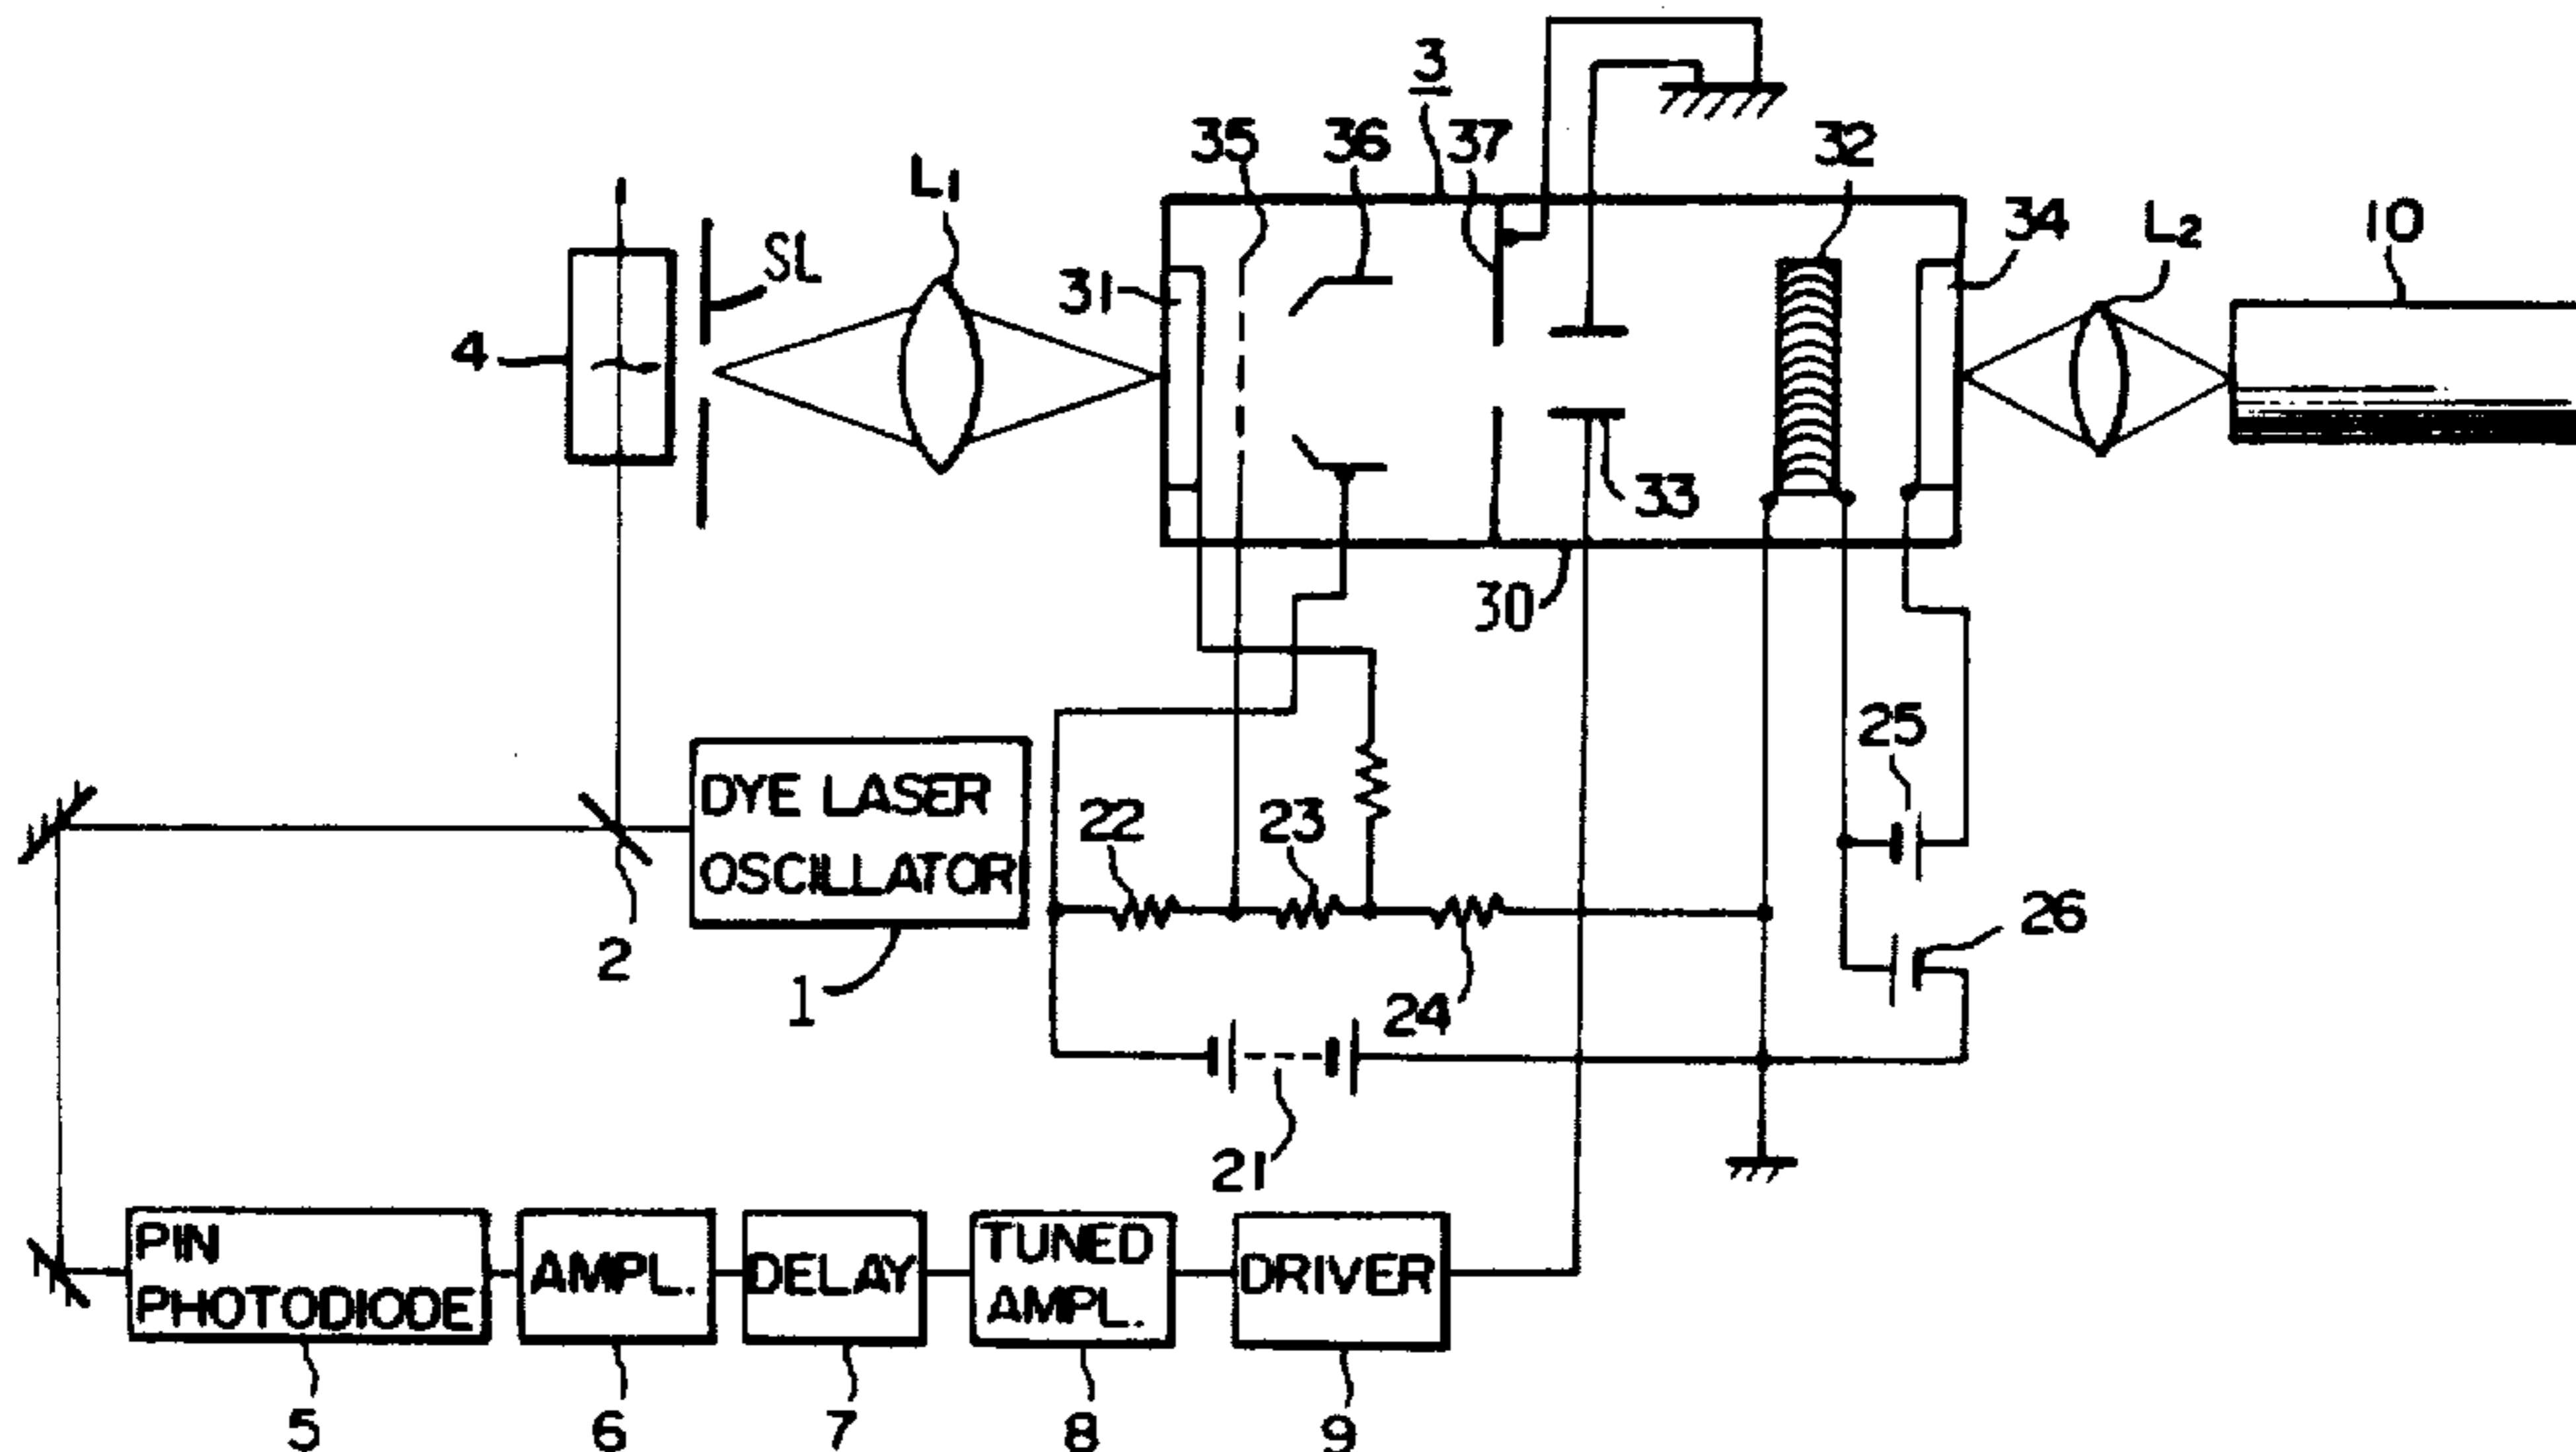 3
35 36 37 32
L1 L2 10
SL 34
31
4
33
30
25
DYE LASER
OSCILLATOR
22 23
26
2
1
24
21
PIN
PHOTODIODE
AMPL.
DELAY
TUNED
AMPL.
DRIVER
5 6 7 8 9